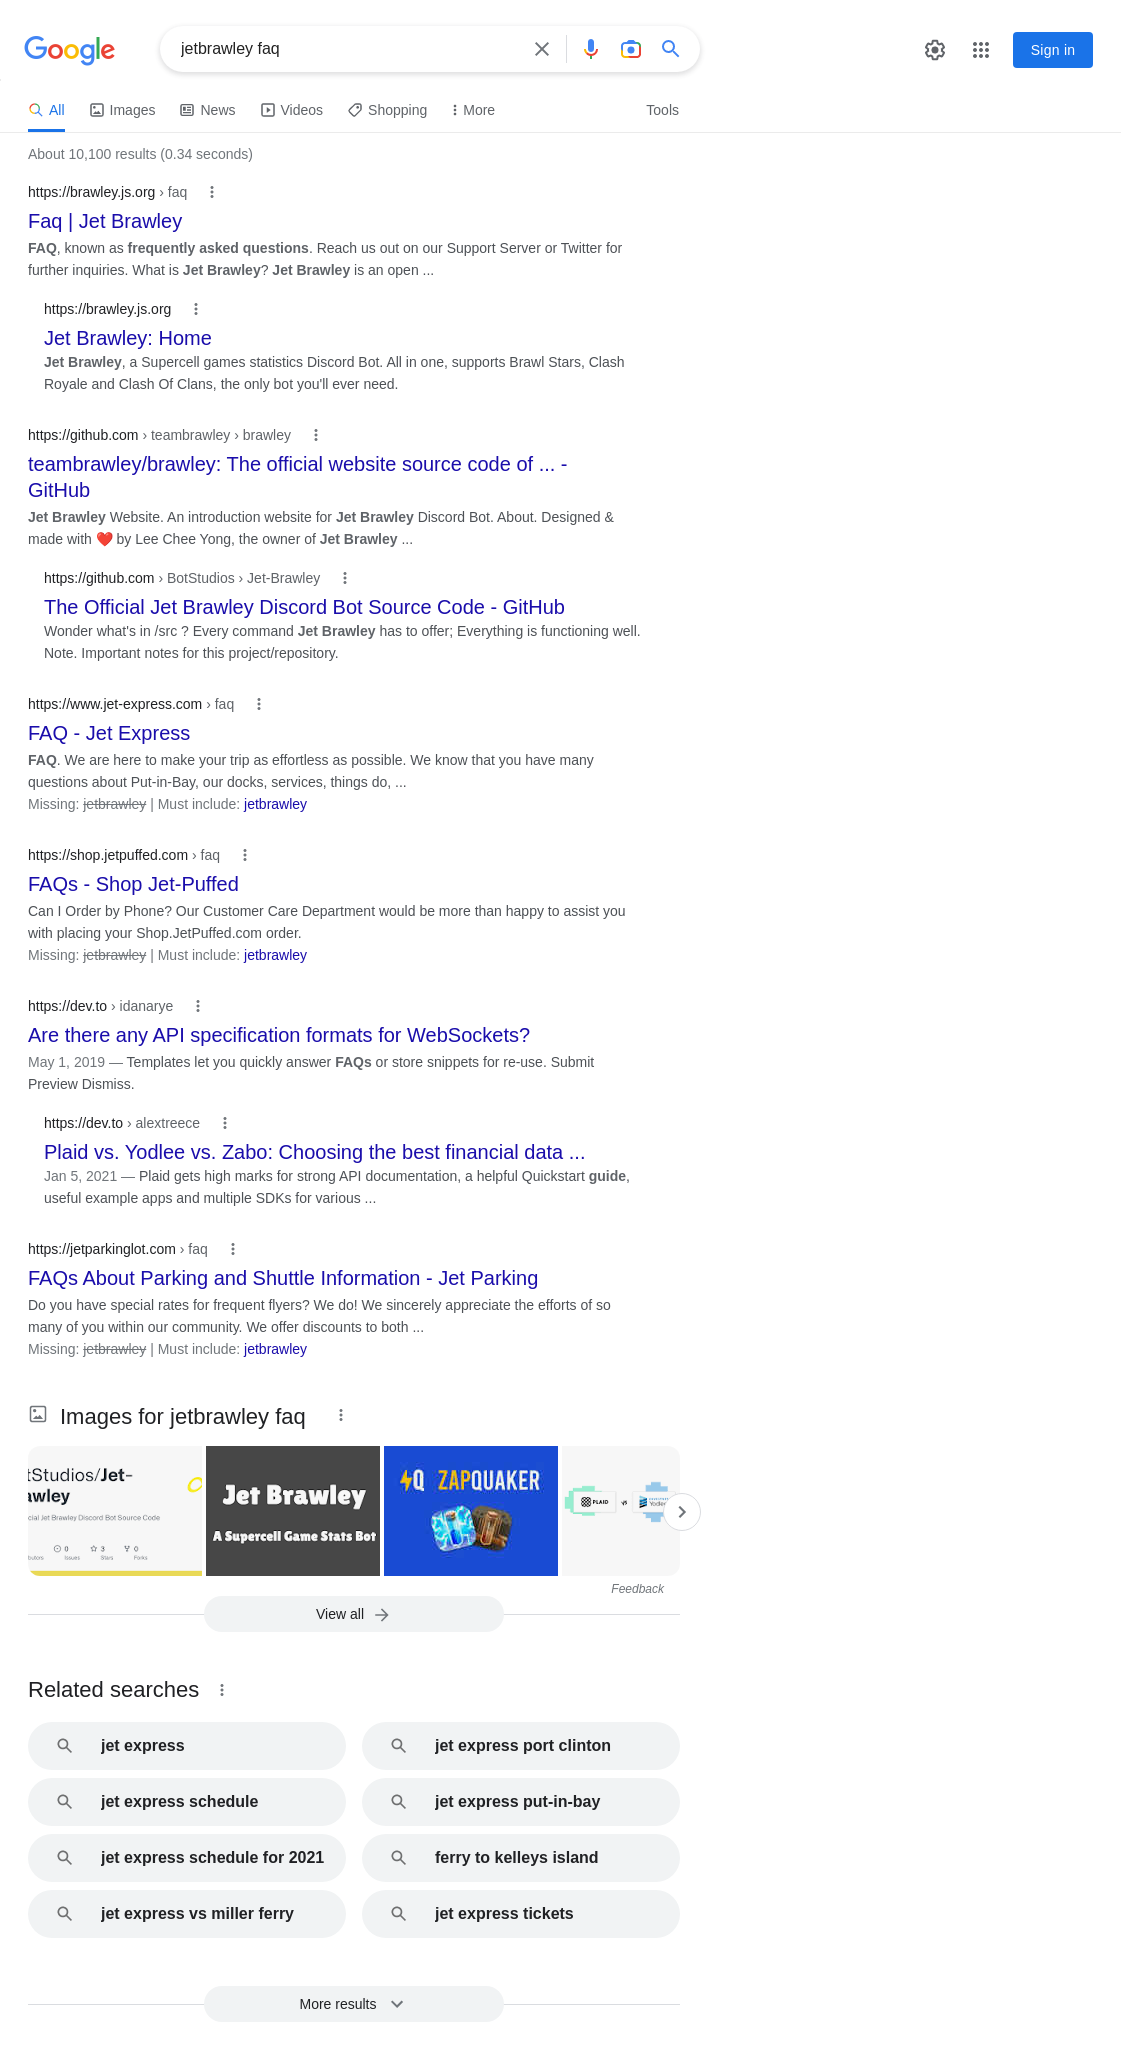 Google
jetbrawley faq
Sign in
All
Images
News
Videos
Shopping
More
Tools
About 10,100 results (0.34 seconds)
https://brawley.js.org › faq
Faq | Jet Brawley
FAQ, known as frequently asked questions. Reach us out on our Support Server or Twitter for
further inquiries. What is Jet Brawley? Jet Brawley is an open ...
https://brawley.js.org
Jet Brawley: Home
Jet Brawley, a Supercell games statistics Discord Bot. All in one, supports Brawl Stars, Clash
Royale and Clash Of Clans, the only bot you'll ever need.
https://github.com › teambrawley › brawley
teambrawley/brawley: The official website source code of ... -
GitHub
Jet Brawley Website. An introduction website for Jet Brawley Discord Bot. About. Designed &
made with ❤️ by Lee Chee Yong, the owner of Jet Brawley ...
https://github.com › BotStudios › Jet-Brawley
The Official Jet Brawley Discord Bot Source Code - GitHub
Wonder what's in /src ? Every command Jet Brawley has to offer; Everything is functioning well.
Note. Important notes for this project/repository.
https://www.jet-express.com › faq
FAQ - Jet Express
FAQ. We are here to make your trip as effortless as possible. We know that you have many
questions about Put-in-Bay, our docks, services, things do, ...
Missing: jetbrawley | Must include: jetbrawley
https://shop.jetpuffed.com › faq
FAQs - Shop Jet-Puffed
Can I Order by Phone? Our Customer Care Department would be more than happy to assist you
with placing your Shop.JetPuffed.com order.
Missing: jetbrawley | Must include: jetbrawley
https://dev.to › idanarye
Are there any API specification formats for WebSockets?
May 1, 2019 — Templates let you quickly answer FAQs or store snippets for re-use. Submit
Preview Dismiss.
https://dev.to › alextreece
Plaid vs. Yodlee vs. Zabo: Choosing the best financial data ...
Jan 5, 2021 — Plaid gets high marks for strong API documentation, a helpful Quickstart guide,
useful example apps and multiple SDKs for various ...
https://jetparkinglot.com › faq
FAQs About Parking and Shuttle Information - Jet Parking
Do you have special rates for frequent flyers? We do! We sincerely appreciate the efforts of so
many of you within our community. We offer discounts to both ...
Missing: jetbrawley | Must include: jetbrawley
Images for jetbrawley faq
tStudios/Jet-
awley
cial Jet Brawley Discord Bot Source Code
0 3 0
butors Issues Stars Forks
Jet Brawley
A Supercell Game Stats Bot
Q ZAPQUAKER
PLAID vs Yodlee
Feedback
View all
Related searches
jet express
jet express port clinton
jet express schedule
jet express put-in-bay
jet express schedule for 2021
ferry to kelleys island
jet express vs miller ferry
jet express tickets
More results